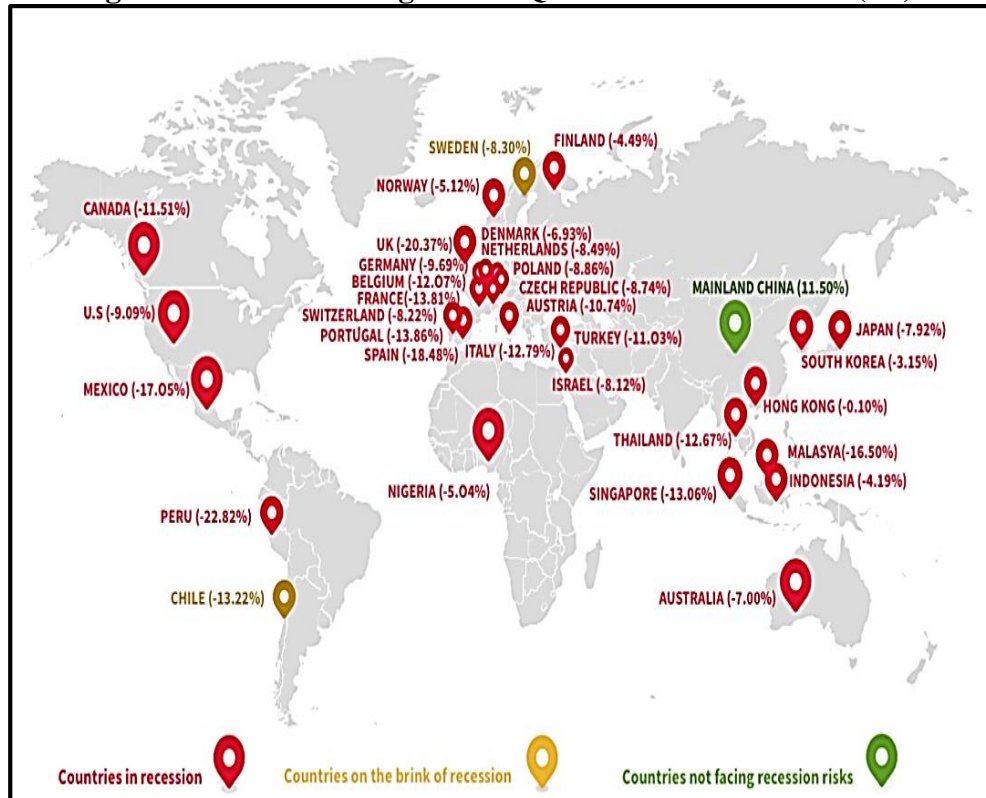 SWEDEN (-8.30%)
FINLAND (-4.49%)
NORWAY (-5.12%)
CANADA (-11.51%)
DENMARK (-6.93%)
UK (-20.37%)
NETHERLANDS (-8.49%)
GERMANY (-9.69%)
POLAND (-8.86%)
BELGIUM (-12.07%)
CZECH REPUBLIC (-8.74%)
MAINLAND CHINA (11.50%)
FRANCE(-13.81%)
AUSTRIA (-10.74%)
U.S (-9.09%)
SWITZERLAND (-8.22%)
JAPAN (-7.92%)
PORTUGAL (-13.86%)
TURKEY (-11.03%)
SPAIN (-18.48%)
ITALY (-12.79%)
SOUTH KOREA (-3.15%)
MEXICO (-17.05%)
ISRAEL (-8.12%)
HONG KONG (-0.10%)
THAILAND (-12.67%)
MALASYA(-16.50%)
INDONESIA (-4.19%)
NIGERIA (-5.04%)
SINGAPORE (-13.06%)
PERU (-22.82%)
CHILE (-13.22%)
AUSTRALIA (-7.00%)
Countries in recession
Countries on the brink of recession
Countries not facing recession risks